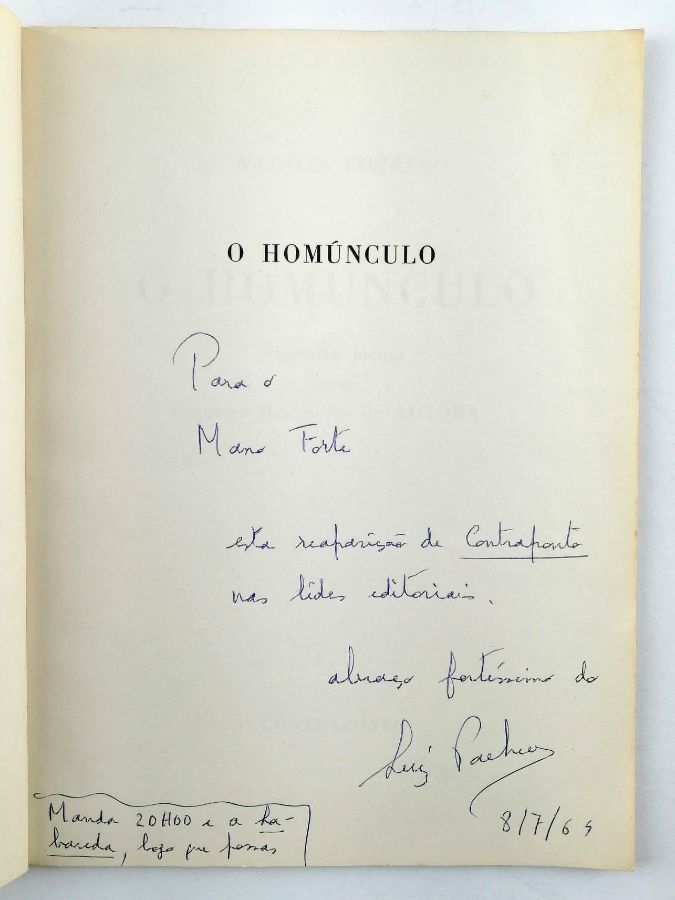 O HOMÚNCULO
Para o
Mano Forte
esta reaparição de Contraponto
nas lides editoriais.
abraço fortíssimo do
Luiz Pacheco
8/7/65
Manda 20H00 e a la-
bareda, logo que possas